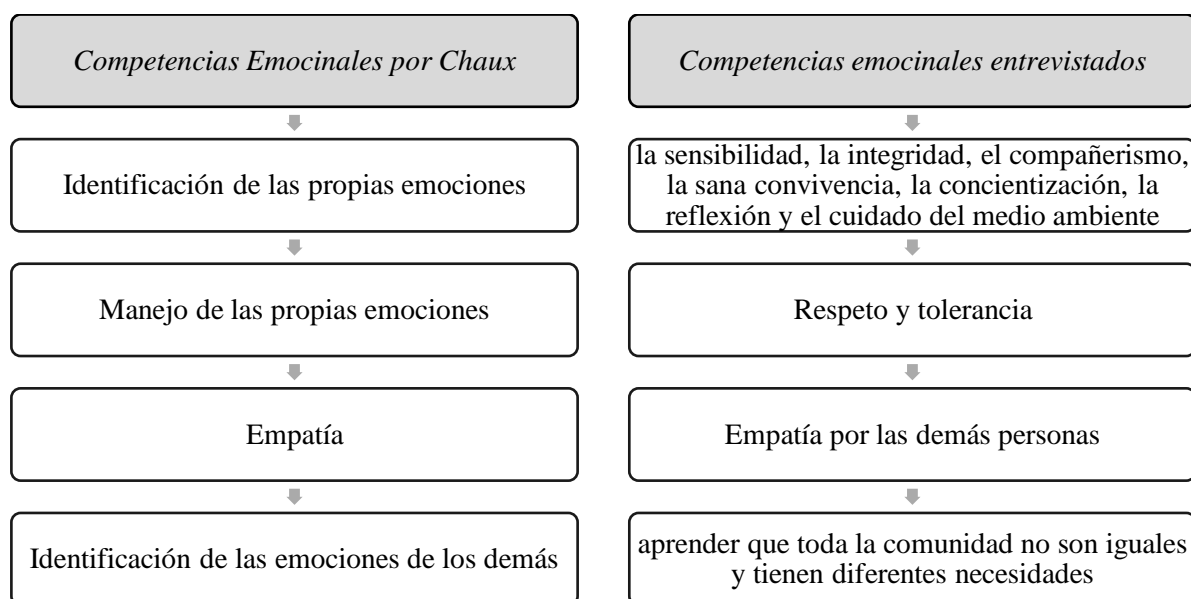 Competencias Emocinales por Chaux
Identificación de las propias emociones
Manejo de las propias emociones
Empatía
Identificación de las emociones de los demás
Competencias emocinales entrevistados
la sensibilidad, la integridad, el compañerismo,
la sana convivencia, la concientización, la
reflexión y el cuidado del medio ambiente
Respeto y tolerancia
Empatía por las demás personas
aprender que toda la comunidad no son iguales
y tienen diferentes necesidades